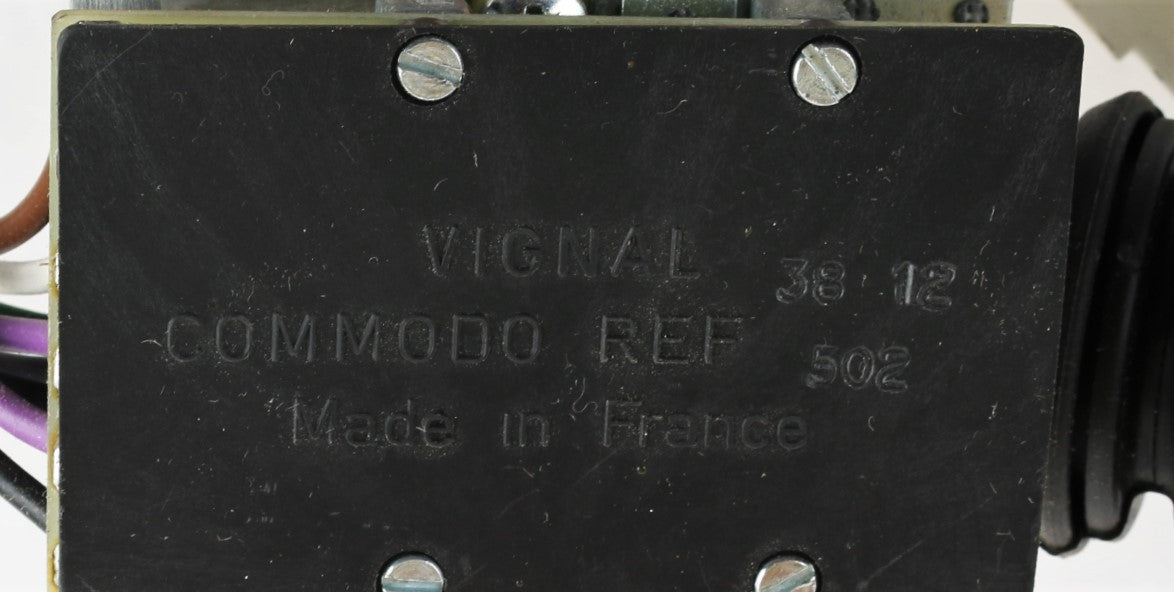 VIGNAL
38 12
COMMODO REF
502
Made in France